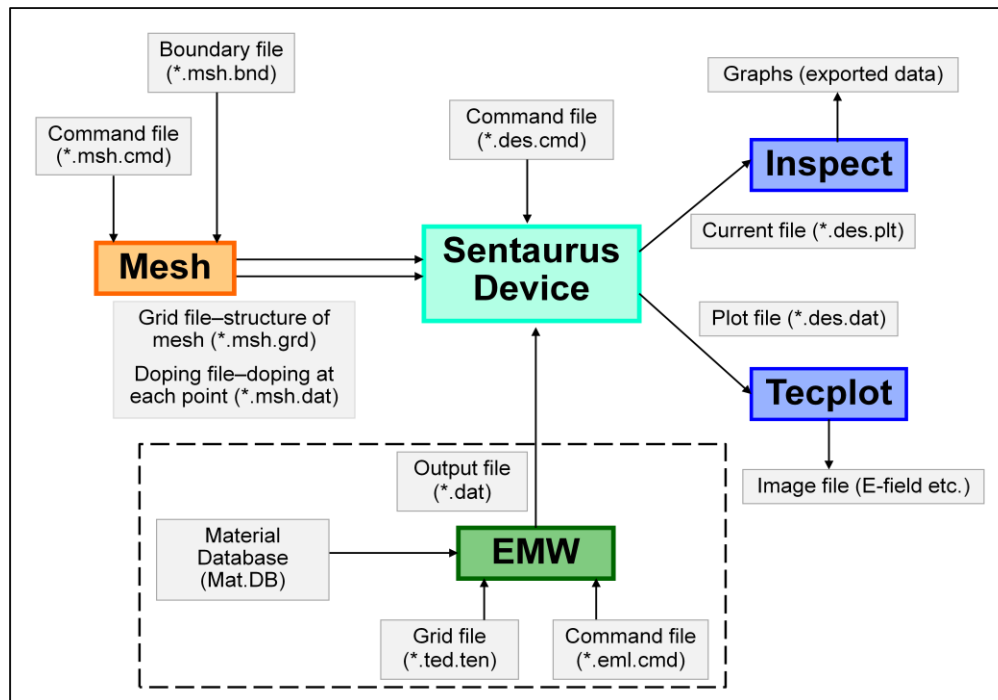 Boundary file
(*.msh.bnd)
Command file
(*.msh.cmd)
Command file
(*.des.cmd)
Graphs (exported data)
Inspect
Current file (*.des.plt)
Mesh
Sentaurus
Device
Grid file–structure of
mesh (*.msh.grd)
Doping file–doping at
each point (*.msh.dat)
Plot file (*.des.dat)
Tecplot
Image file (E-field etc.)
Output file
(*.dat)
Material
Database
(Mat.DB)
EMW
Grid file
(*.ted.ten)
Command file
(*.eml.cmd)